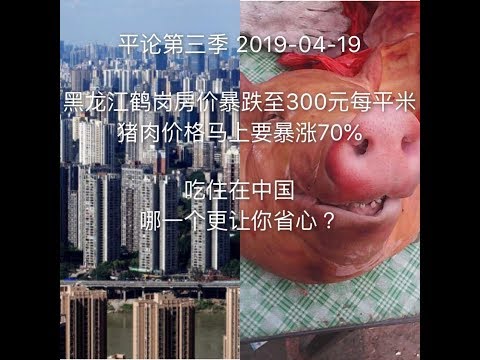 平论第三季 2019-04-19
黑龙江鹤岗房价暴跌至300元每平米
猪肉价格马上要暴涨70%
吃住在中国
哪一个更让你省心？